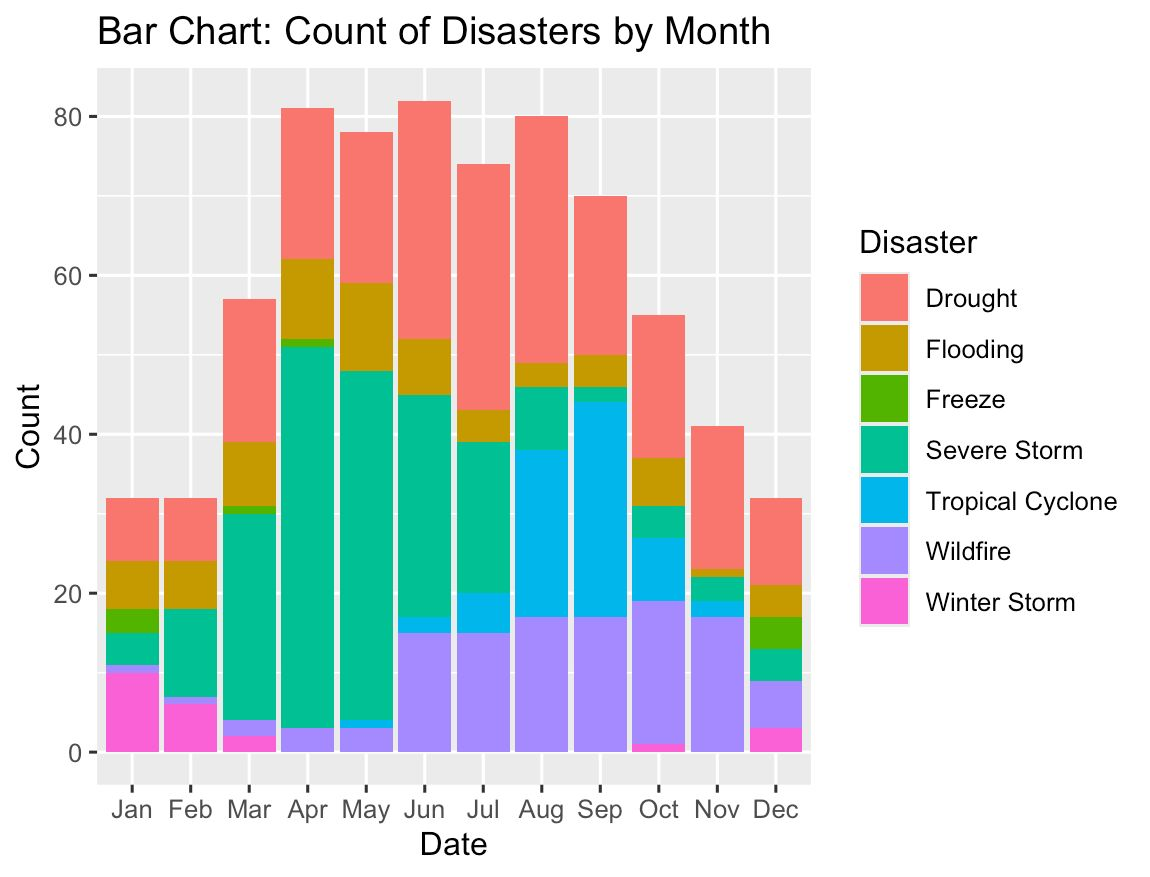 Bar Chart: Count of Disasters by Month
80
60
40
20
0
Count
Jan Feb Mar Apr May Jun Jul Aug Sep Oct Nov Dec
Date
Disaster
Drought
Flooding
Freeze
Severe Storm
Tropical Cyclone
Wildfire
Winter Storm